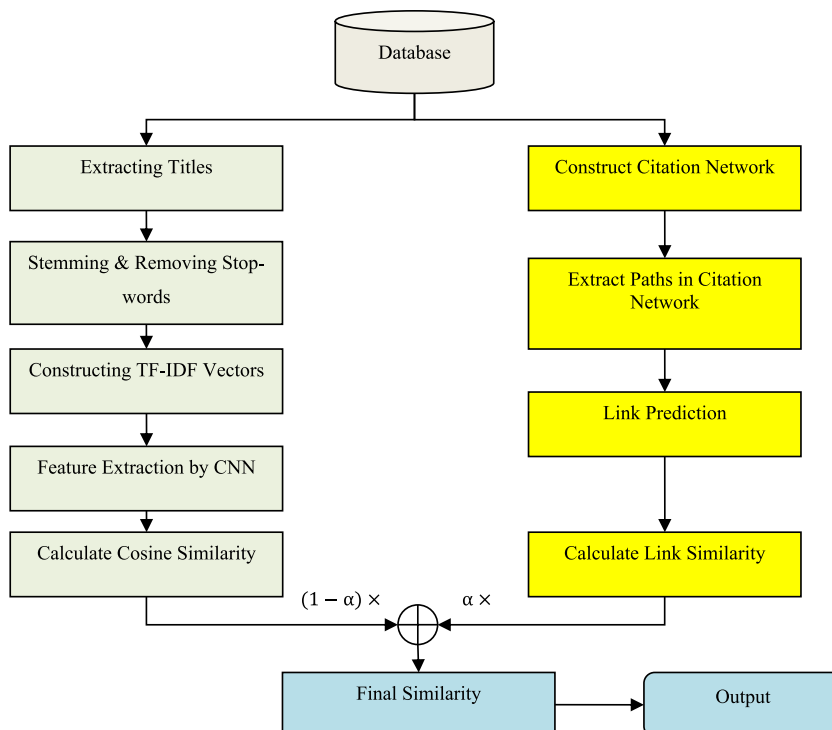 Database
Extracting Titles
Stemming & Removing Stop-
words
Constructing TF-IDF Vectors
Feature Extraction by CNN
Calculate Cosine Similarity
Construct Citation Network
Extract Paths in Citation
Network
Link Prediction
Calculate Link Similarity
(1 − α) ×
α ×
Final Similarity
Output